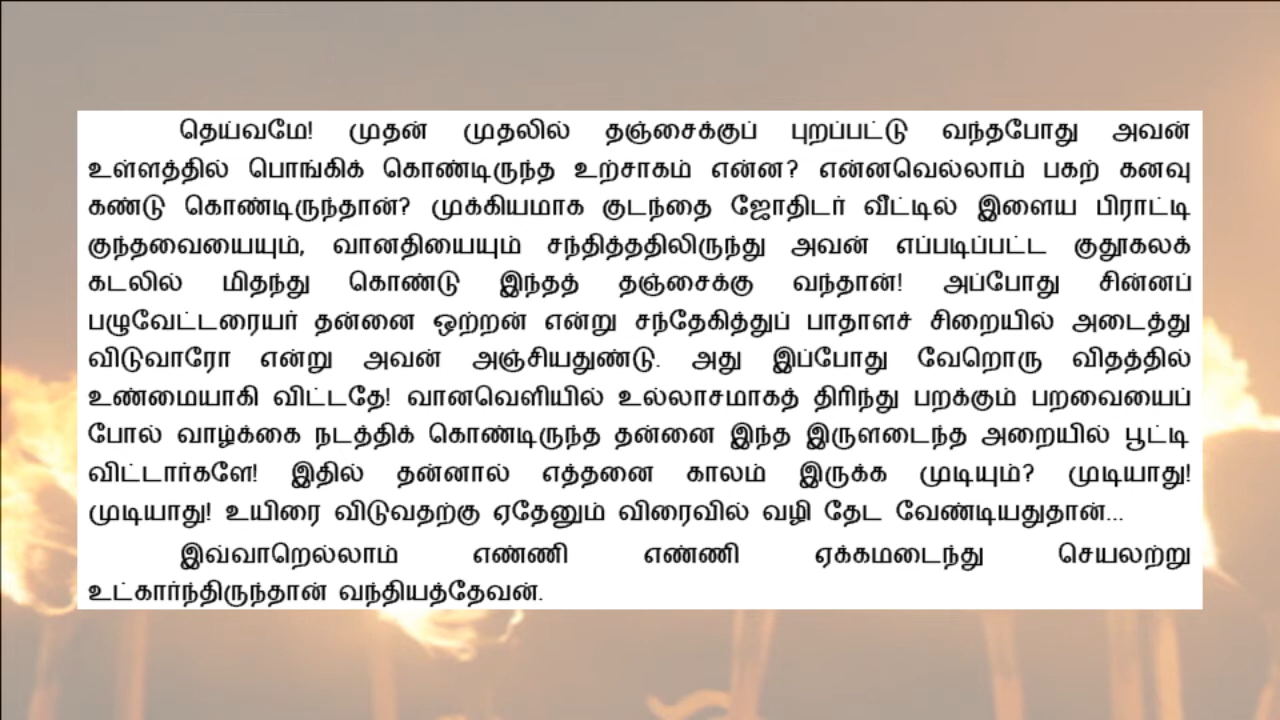 தெய்வமே! முதன் முதலில் தஞ்சைக்குப் புறப்பட்டு வந்தபோது அவன்
உள்ளத்தில் பொங்கிக் கொண்டிருந்த உற்சாகம் என்ன? என்னவெல்லாம் பகற் கனவு
கண்டு கொண்டிருந்தான்? முக்கியமாக குடந்தை ஜோதிடர் வீட்டில் இளைய பிராட்டி
குந்தவையையும், வானதியையும் சந்தித்ததிலிருந்து அவன் எப்படிப்பட்ட குதூகலக்
கடலில் மிதந்து கொண்டு இந்தத் தஞ்சைக்கு வந்தான்! அப்போது சின்னப்
பழுவேட்டரையர் தன்னை ஒற்றன் என்று சந்தேகித்துப் பாதாளச் சிறையில் அடைத்து
விடுவாரோ என்று அவன் அஞ்சியதுண்டு. அது இப்போது வேறொரு விதத்தில்
உண்மையாகி விட்டதே! வானவெளியில் உல்லாசமாகத் திரிந்து பறக்கும் பறவையைப்
போல் வாழ்க்கை நடத்திக் கொண்டிருந்த தன்னை இந்த இருளடைந்த அறையில் பூட்டி
விட்டார்களே! இதில் தன்னால் எத்தனை காலம் இருக்க முடியும்? முடியாது!
முடியாது! உயிரை விடுவதற்கு ஏதேனும் விரைவில் வழி தேட வேண்டியதுதான்...
இவ்வாறெல்லாம் எண்ணி எண்ணி ஏக்கமடைந்து செயலற்று
உட்கார்ந்திருந்தான் வந்தியத்தேவன்.